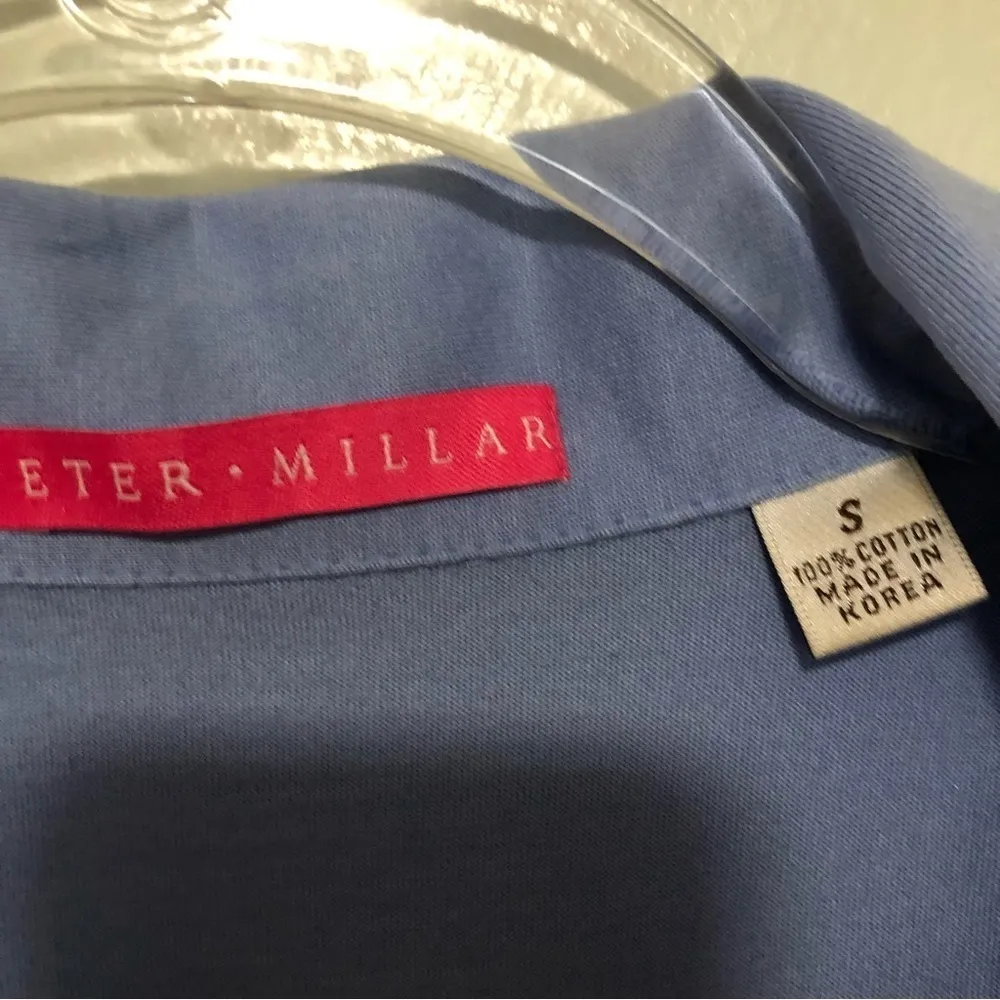 ETER · MILLAR
S
100% COTTON
MADE IN
KOREA